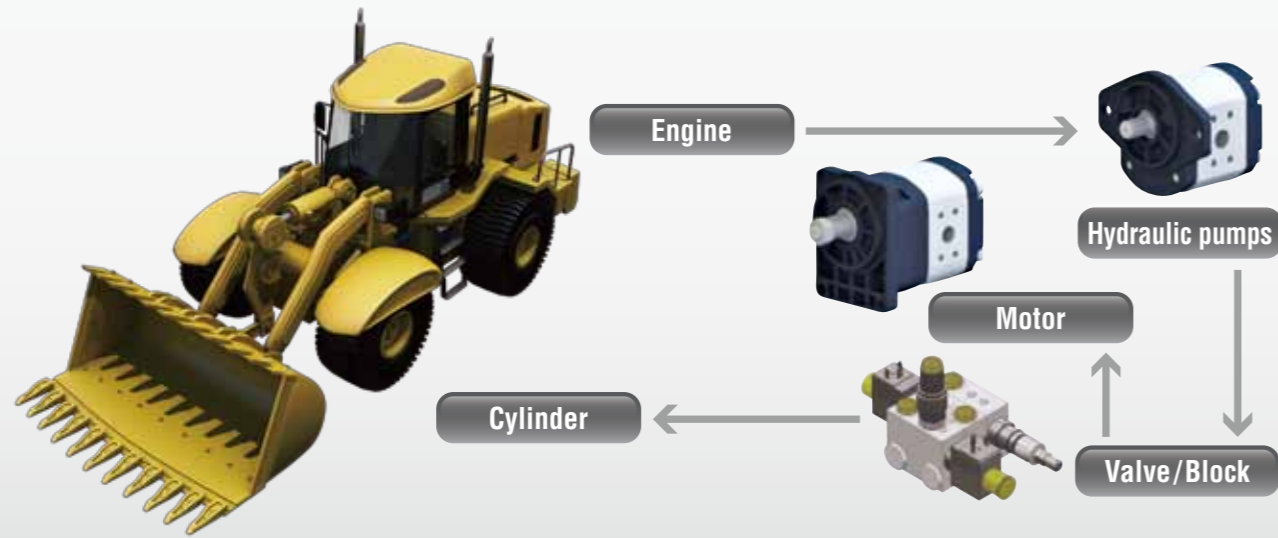 Engine
Hydraulic pumps
Motor
Cylinder
Valve/Block